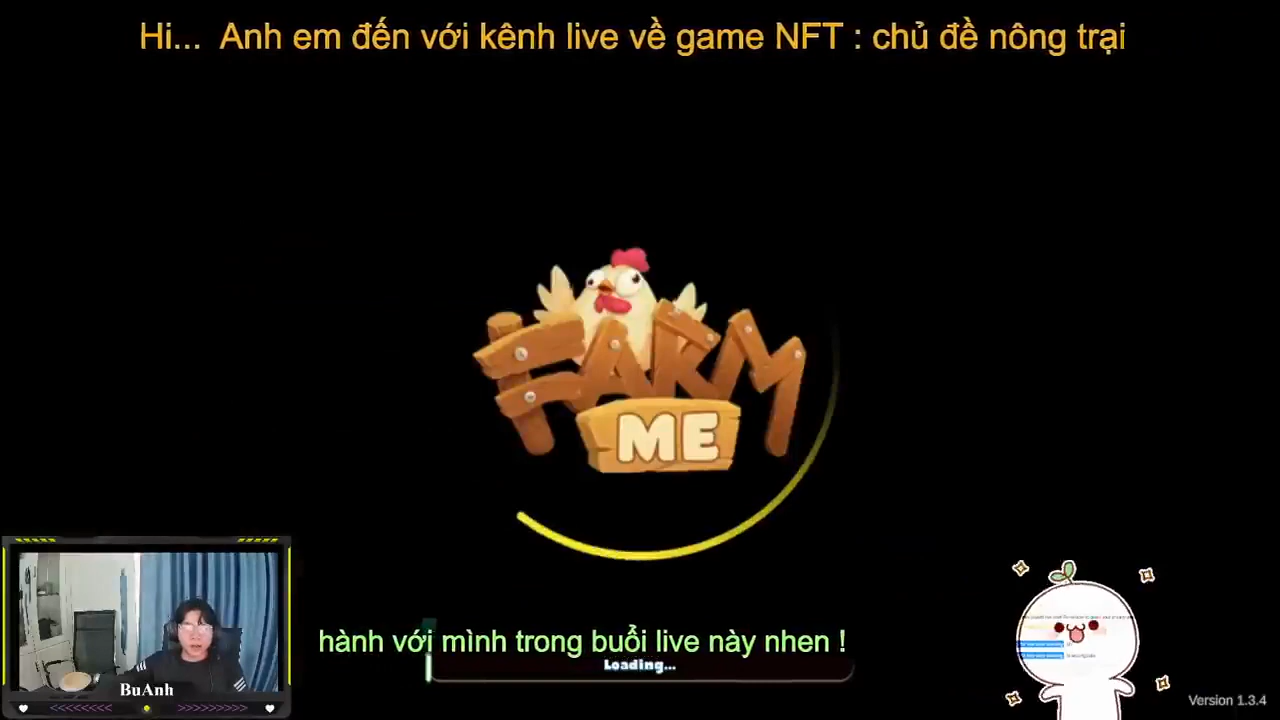 Hi... Anh em đến với kênh live về game NFT : chủ đề nông trại
FARM
ME
hành với mình trong buổi live này nhen !
Loading...
BuAnh
Version 1.3.4